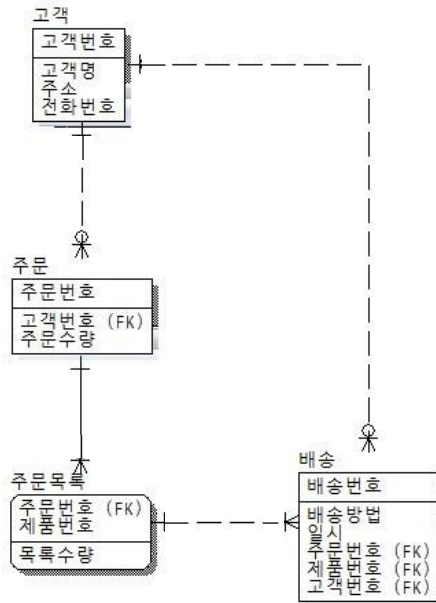 고객
고객번호
고객명
주소
전화번호
주문
주문번호
고객번호 (FK)
주문수량
주문목록
주문번호 (FK)
제품번호
목록수량
배송
배송번호
배송방법
일시
주문번호 (FK)
제품번호 (FK)
고객번호 (FK)